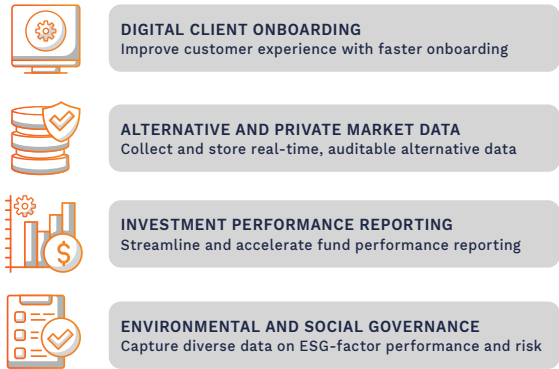 DIGITAL CLIENT ONBOARDING
Improve customer experience with faster onboarding
ALTERNATIVE AND PRIVATE MARKET DATA
Collect and store real-time, auditable alternative data
INVESTMENT PERFORMANCE REPORTING
Streamline and accelerate fund performance reporting
$
ENVIRONMENTAL AND SOCIAL GOVERNANCE
Capture diverse data on ESG-factor performance and risk